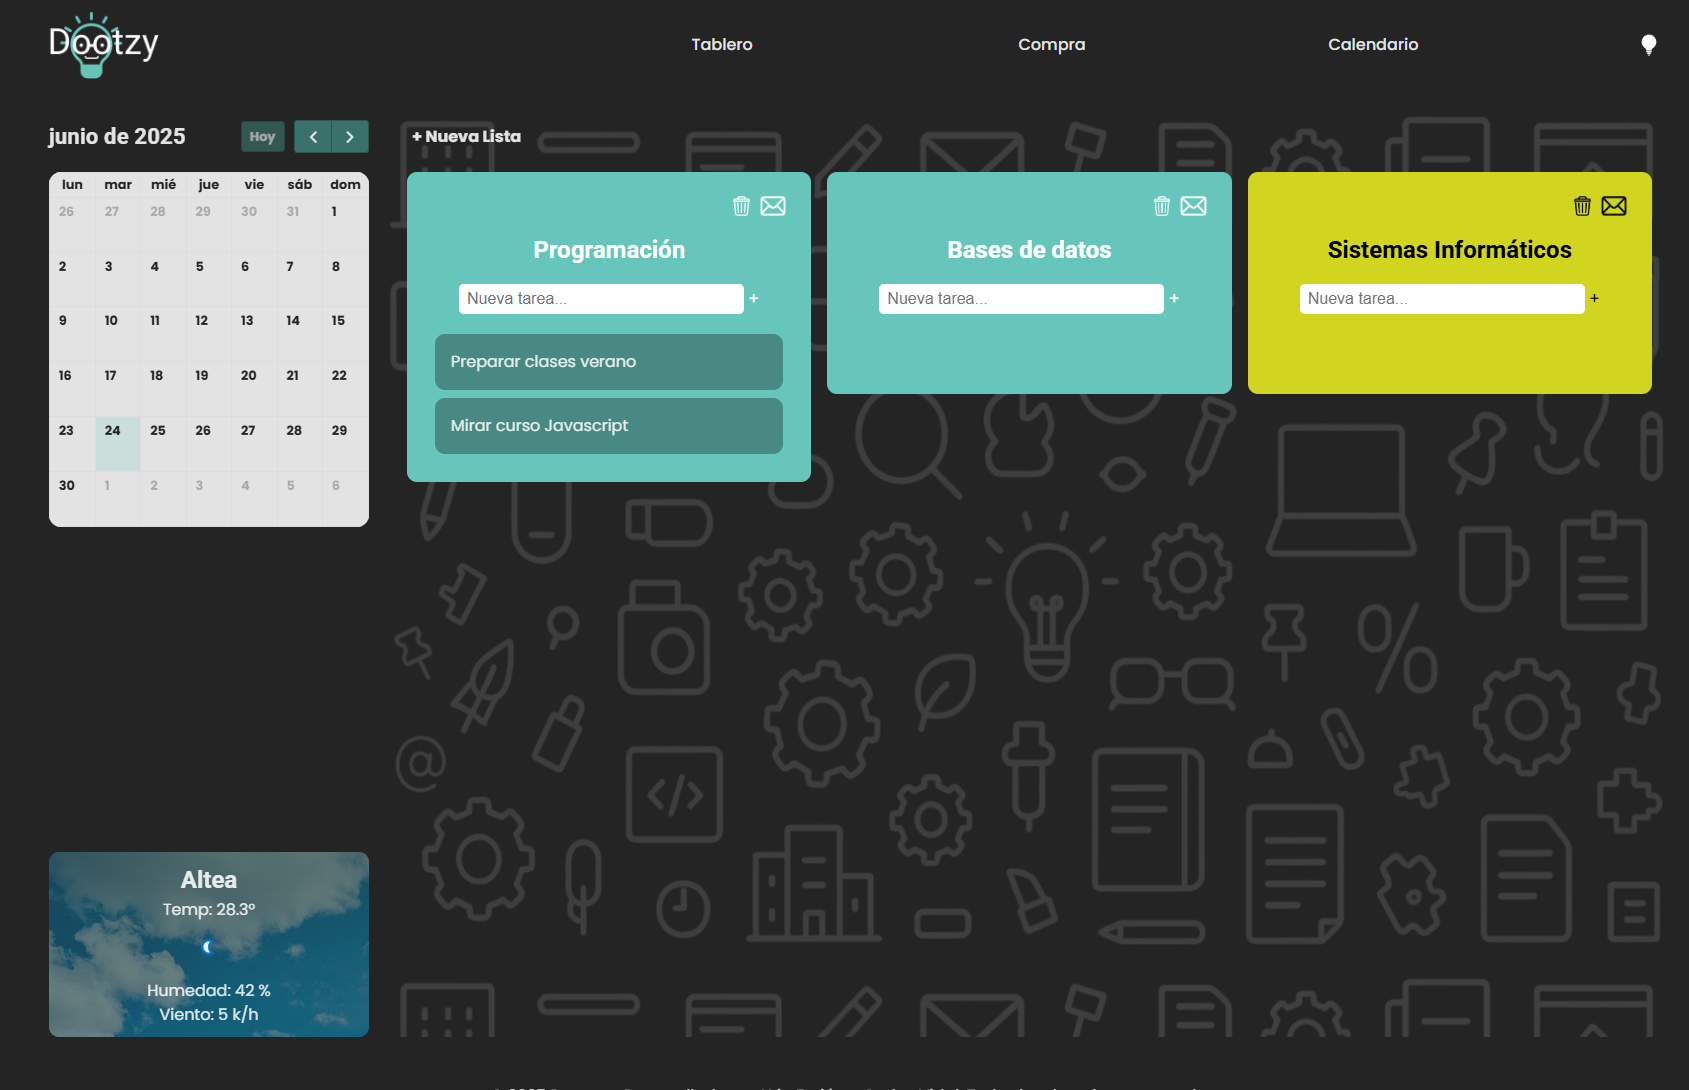 Dootzy
Tablero
Compra
Calendario
junio de 2025
Hoy
lun mar mié jue vie sáb dom
26 27 28 29 30 31 1
2 3 4 5 6 7 8
9 10 11 12 13 14 15
16 17 18 19 20 21 22
23 24 25 26 27 28 29
30 1 2 3 4 5 6
+ Nueva Lista
Programación
Nueva tarea... +
Preparar clases verano
Mirar curso Javascript
Bases de datos
Nueva tarea... +
Sistemas Informáticos
Nueva tarea... +
Altea
Temp: 28.3º
Humedad: 42 %
Viento: 5 k/h